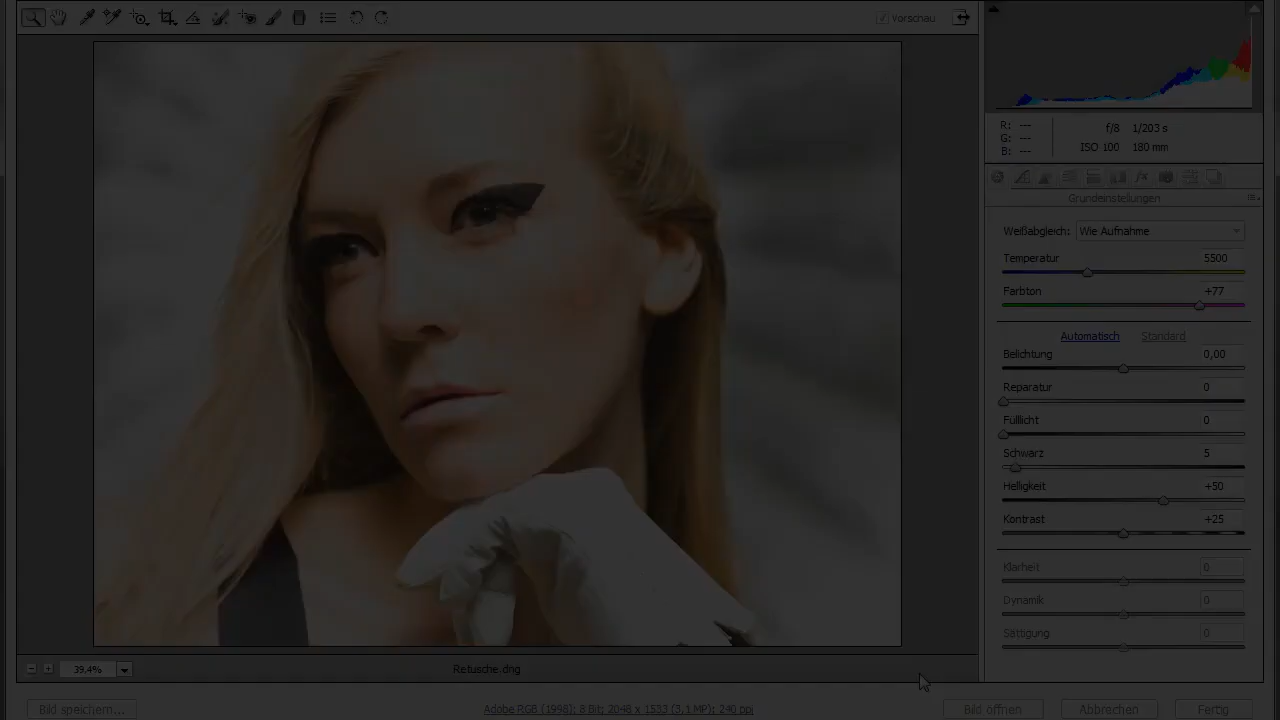 Vorschau
R: ---
G: ---
B: ---
f/8 1/203 s
ISO 100 180 mm
Grundeinstellungen
Weißabgleich: Wie Aufnahme
Temperatur 5500
Farbton +77
Automatisch Standard
Belichtung 0,00
Reparatur 0
Fülllicht 0
Schwarz 5
Helligkeit +50
Kontrast +25
Klarheit 0
Dynamik 0
Sättigung 0
39,4% Retusche.dng
Bild speichern... Adobe RGB (1998); 8 Bit; 2048 x 1533 (3,1 MP); 240 ppi Bild öffnen Abbrechen Fertig